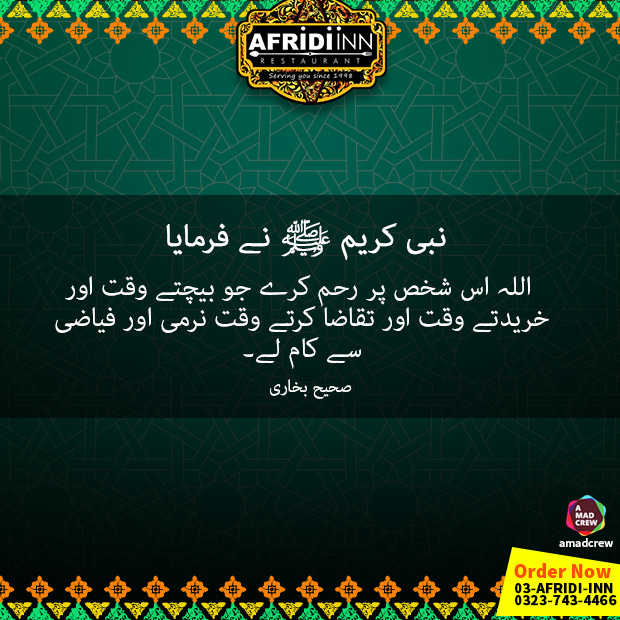 AFRIDI INN
RESTAURANT
Serving you since 1998
نبی کریم ﷺ نے فرمایا
اللہ اس شخص پر رحم کرے جو بیچتے وقت اور
خریدتے وقت اور تقاضا کرتے وقت نرمی اور فیاضی
سے کام لے۔
صحیح بخاری
A
MAD
CREW
amadcrew
Order Now
03-AFRIDI-INN
0323-743-4466